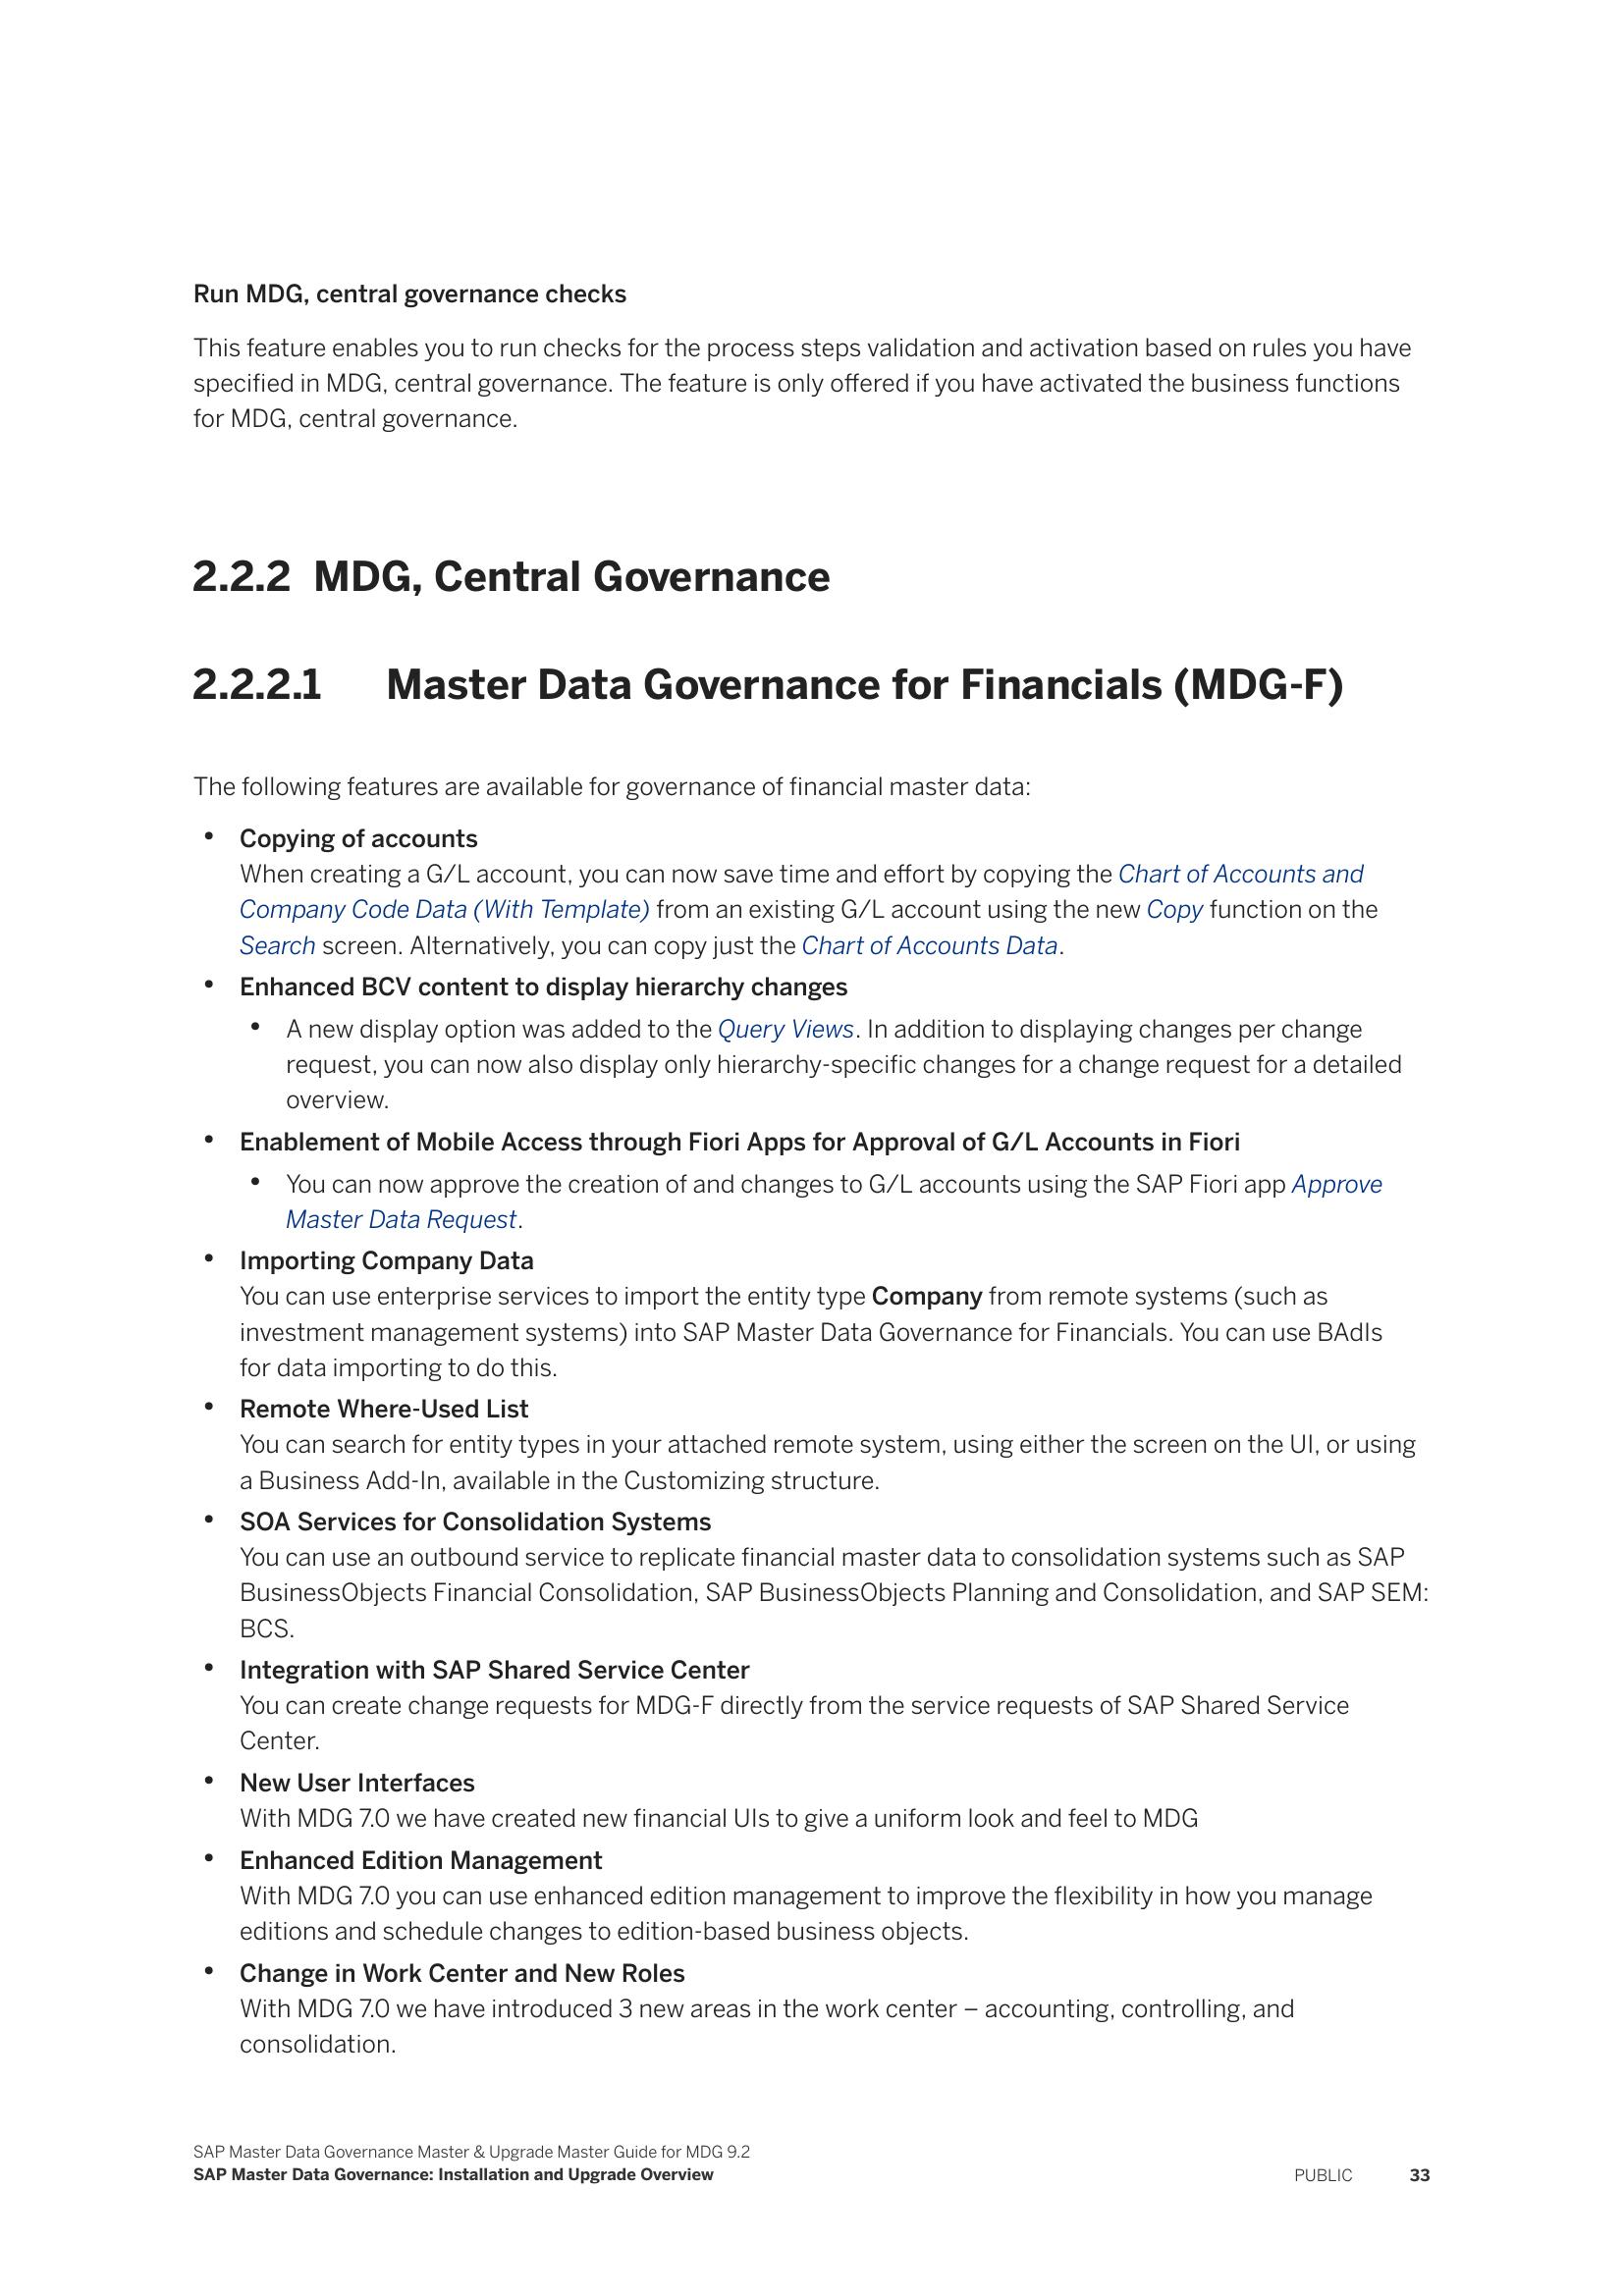 Run MDG, central governance checks
This feature enables you to run checks for the process steps validation and activation based on rules you have
specified in MDG, central governance. The feature is only offered if you have activated the business functions
for MDG, central governance.
2.2.2 MDG, Central Governance
2.2.2.1 Master Data Governance for Financials (MDG-F)
The following features are available for governance of financial master data:
• Copying of accounts
When creating a G/L account, you can now save time and effort by copying the Chart of Accounts and
Company Code Data (With Template) from an existing G/L account using the new Copy function on the
Search screen. Alternatively, you can copy just the Chart of Accounts Data.
• Enhanced BCV content to display hierarchy changes
• A new display option was added to the Query Views. In addition to displaying changes per change
request, you can now also display only hierarchy-specific changes for a change request for a detailed
overview.
• Enablement of Mobile Access through Fiori Apps for Approval of G/L Accounts in Fiori
• You can now approve the creation of and changes to G/L accounts using the SAP Fiori app Approve
Master Data Request.
• Importing Company Data
You can use enterprise services to import the entity type Company from remote systems (such as
investment management systems) into SAP Master Data Governance for Financials. You can use BAdIs
for data importing to do this.
• Remote Where-Used List
You can search for entity types in your attached remote system, using either the screen on the UI, or using
a Business Add-In, available in the Customizing structure.
• SOA Services for Consolidation Systems
You can use an outbound service to replicate financial master data to consolidation systems such as SAP
BusinessObjects Financial Consolidation, SAP BusinessObjects Planning and Consolidation, and SAP SEM:
BCS.
• Integration with SAP Shared Service Center
You can create change requests for MDG-F directly from the service requests of SAP Shared Service
Center.
• New User Interfaces
With MDG 7.0 we have created new financial UIs to give a uniform look and feel to MDG
• Enhanced Edition Management
With MDG 7.0 you can use enhanced edition management to improve the flexibility in how you manage
editions and schedule changes to edition-based business objects.
• Change in Work Center and New Roles
With MDG 7.0 we have introduced 3 new areas in the work center – accounting, controlling, and
consolidation.
SAP Master Data Governance Master & Upgrade Master Guide for MDG 9.2
SAP Master Data Governance: Installation and Upgrade Overview PUBLIC 33